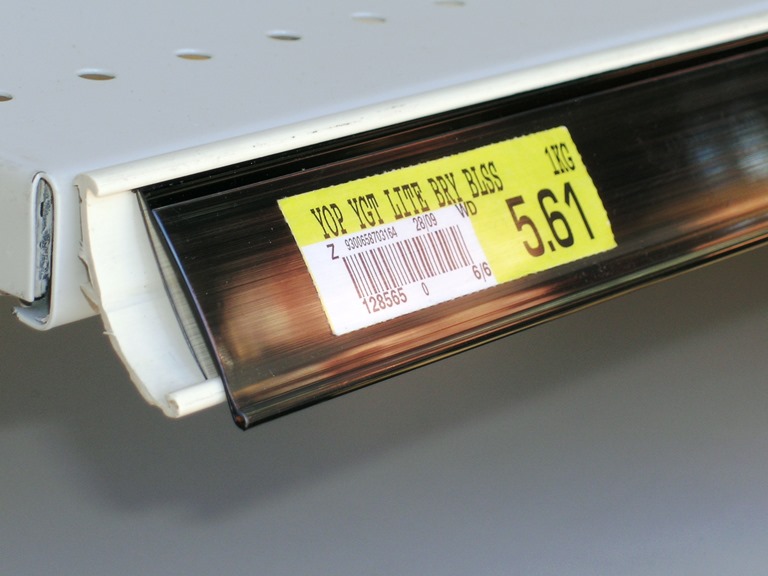 YOP YGT LITE BRY BLSS 1KG
Z 9300658703164 28/09 WD
5.61
128565 0 6/6